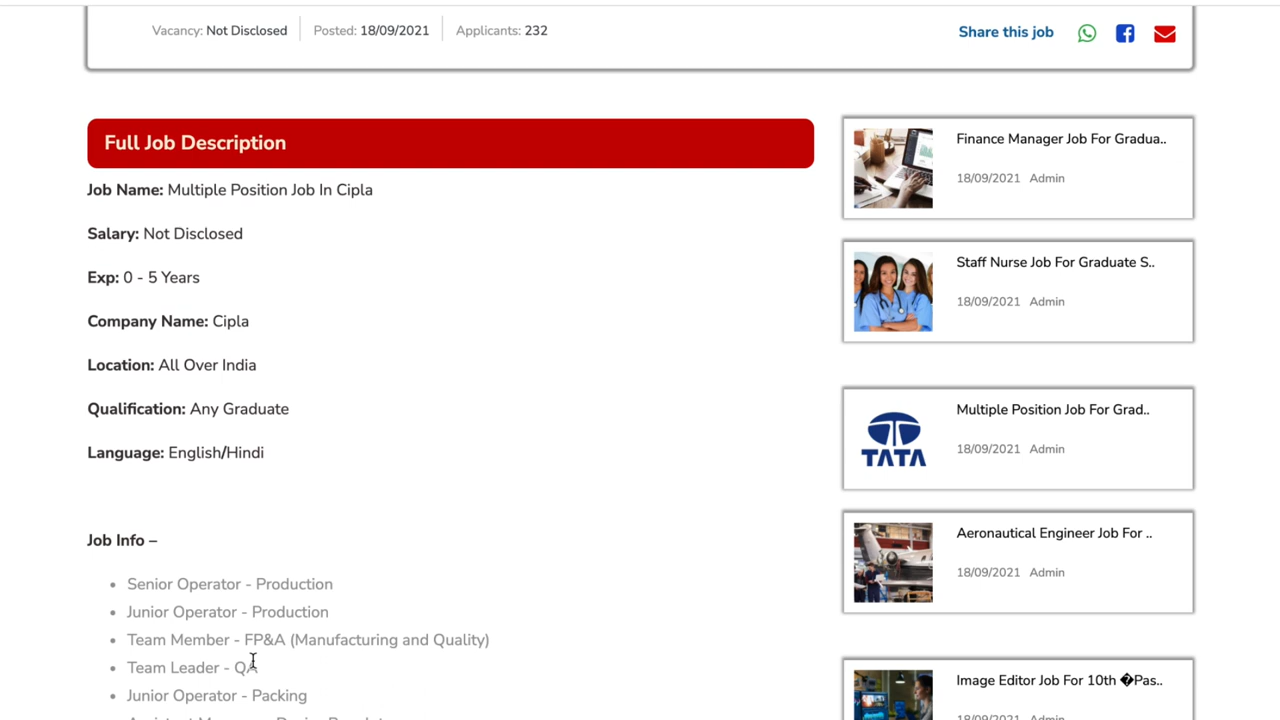 Vacancy: Not Disclosed Posted: 18/09/2021 Applicants: 232
Share this job
Full Job Description
Job Name: Multiple Position Job In Cipla
Salary: Not Disclosed
Exp: 0 - 5 Years
Company Name: Cipla
Location: All Over India
Qualification: Any Graduate
Language: English/Hindi
Job Info –
Senior Operator - Production
Junior Operator - Production
Team Member - FP&A (Manufacturing and Quality)
Team Leader - QA
Junior Operator - Packing
Finance Manager Job For Gradua..
18/09/2021 Admin
Staff Nurse Job For Graduate S..
18/09/2021 Admin
TATA
Multiple Position Job For Grad..
18/09/2021 Admin
Aeronautical Engineer Job For ..
18/09/2021 Admin
Image Editor Job For 10th �Pas..
18/09/2021 Admin